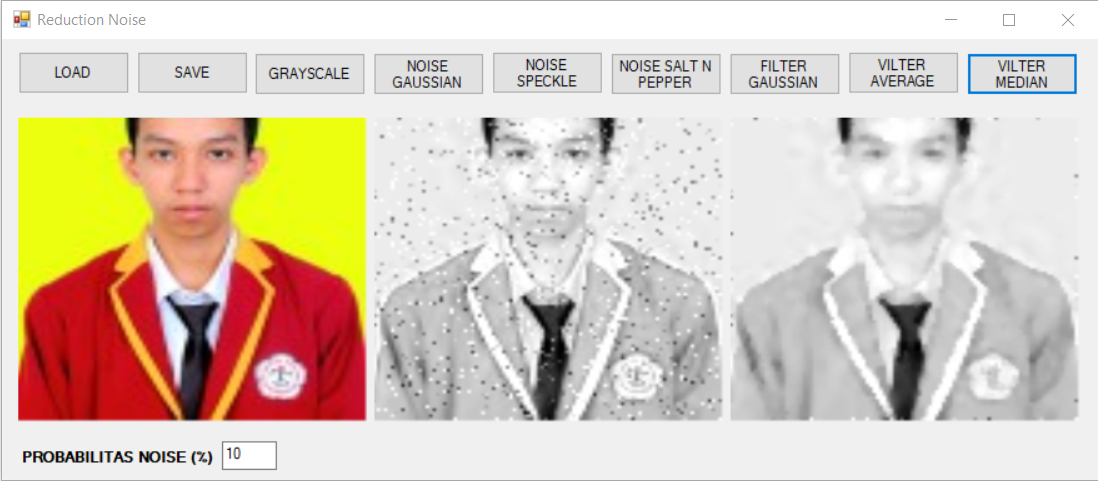 Reduction Noise
LOAD
SAVE
GRAYSCALE
NOISE
GAUSSIAN
NOISE
SPECKLE
NOISE SALT N
PEPPER
FILTER
GAUSSIAN
VILTER
AVERAGE
VILTER
MEDIAN
PROBABILITAS NOISE (%)
10